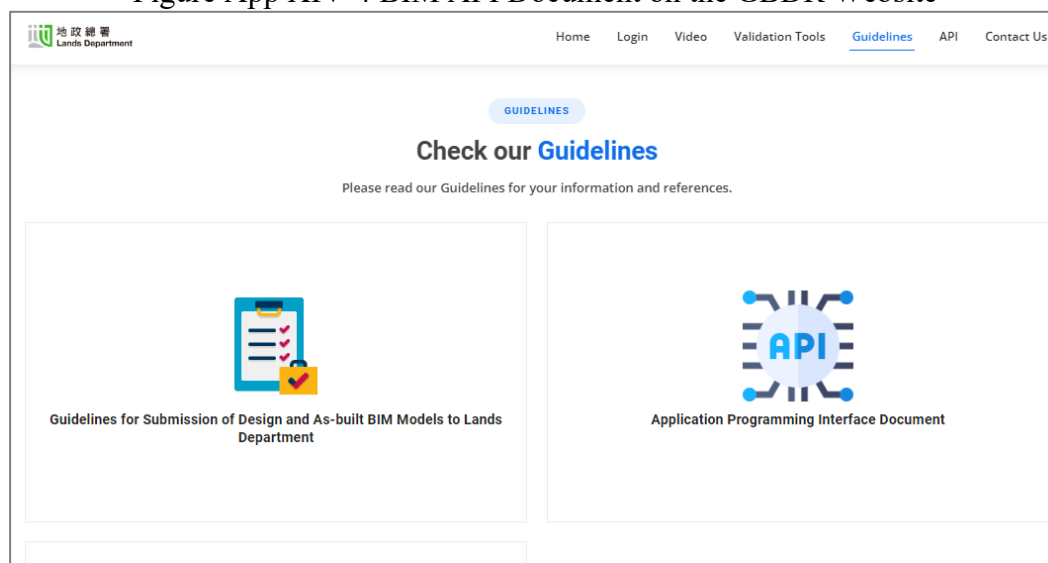 地政總署
Lands Department
Home Login Video Validation Tools Guidelines API Contact Us
GUIDELINES
Check our Guidelines
Please read our Guidelines for your information and references.
Guidelines for Submission of Design and As-built BIM Models to Lands
Department
API
Application Programming Interface Document